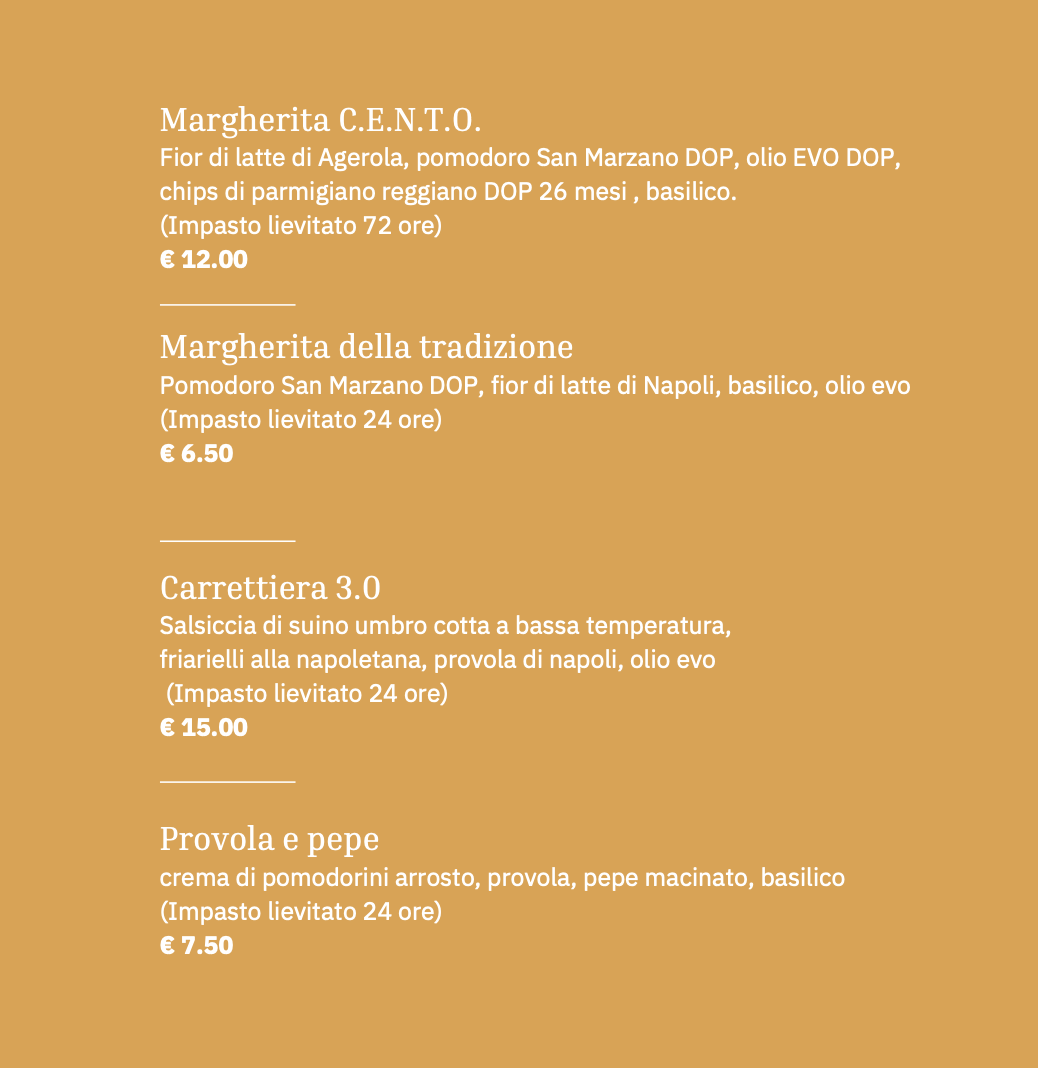 Margherita C.E.N.T.O.
Fior di latte di Agerola, pomodoro San Marzano DOP, olio EVO DOP,
chips di parmigiano reggiano DOP 26 mesi , basilico.
(Impasto lievitato 72 ore)
€ 12.00
Margherita della tradizione
Pomodoro San Marzano DOP, fior di latte di Napoli, basilico, olio evo
(Impasto lievitato 24 ore)
€ 6.50
Carrettiera 3.0
Salsiccia di suino umbro cotta a bassa temperatura,
friarielli alla napoletana, provola di napoli, olio evo
(Impasto lievitato 24 ore)
€ 15.00
Provola e pepe
crema di pomodorini arrosto, provola, pepe macinato, basilico
(Impasto lievitato 24 ore)
€ 7.50